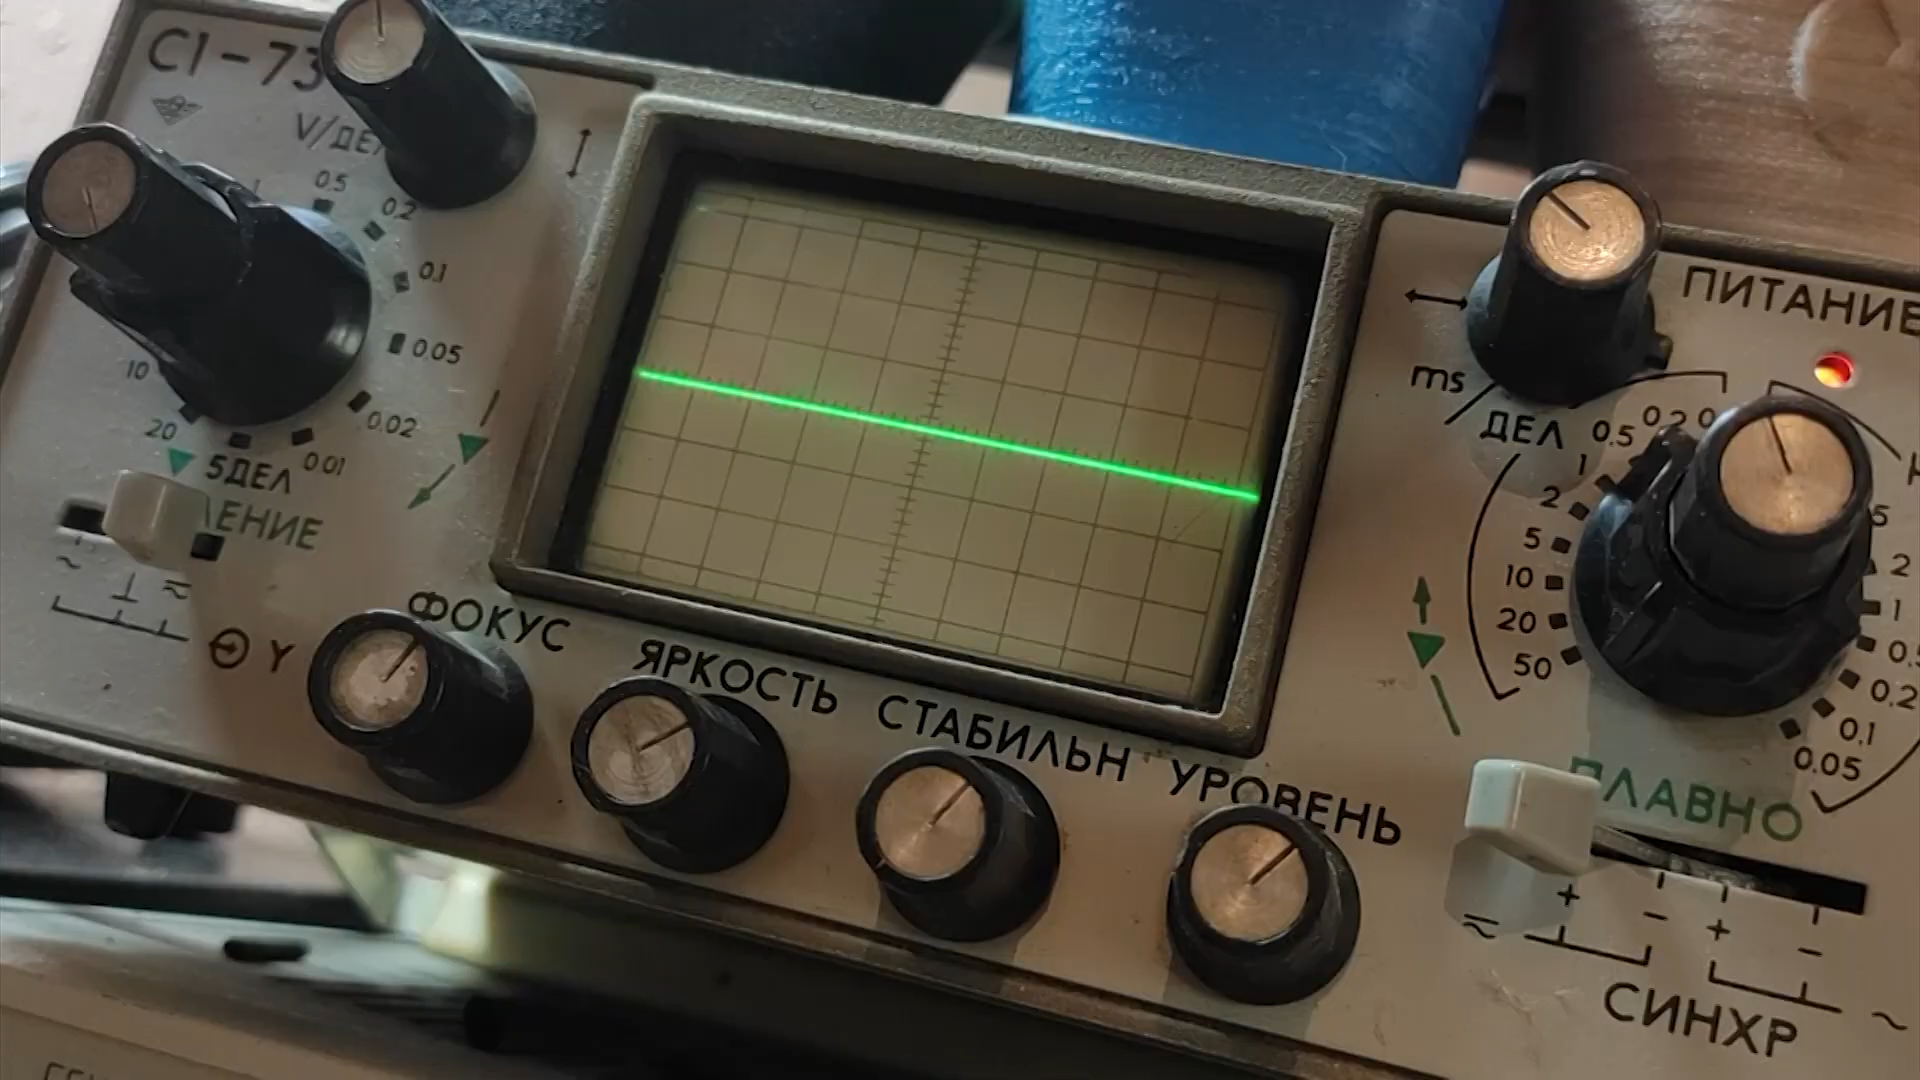 С1-73
V/ДЕЛ
0.5
0.2
0.1
0.05
0.02
0.01
5ДЕЛ
20
10
~
⊥
≂
Y
ФОКУС
ЯРКОСТЬ
СТАБИЛЬН
УРОВЕНЬ
ПИТАНИЕ
ms/ДЕЛ
0.5
0.2
1
2
5
10
20
50
5
2
1
0.5
0.2
0.1
0.05
ПЛАВНО
≂
+
−
+
−
~
СИНХР